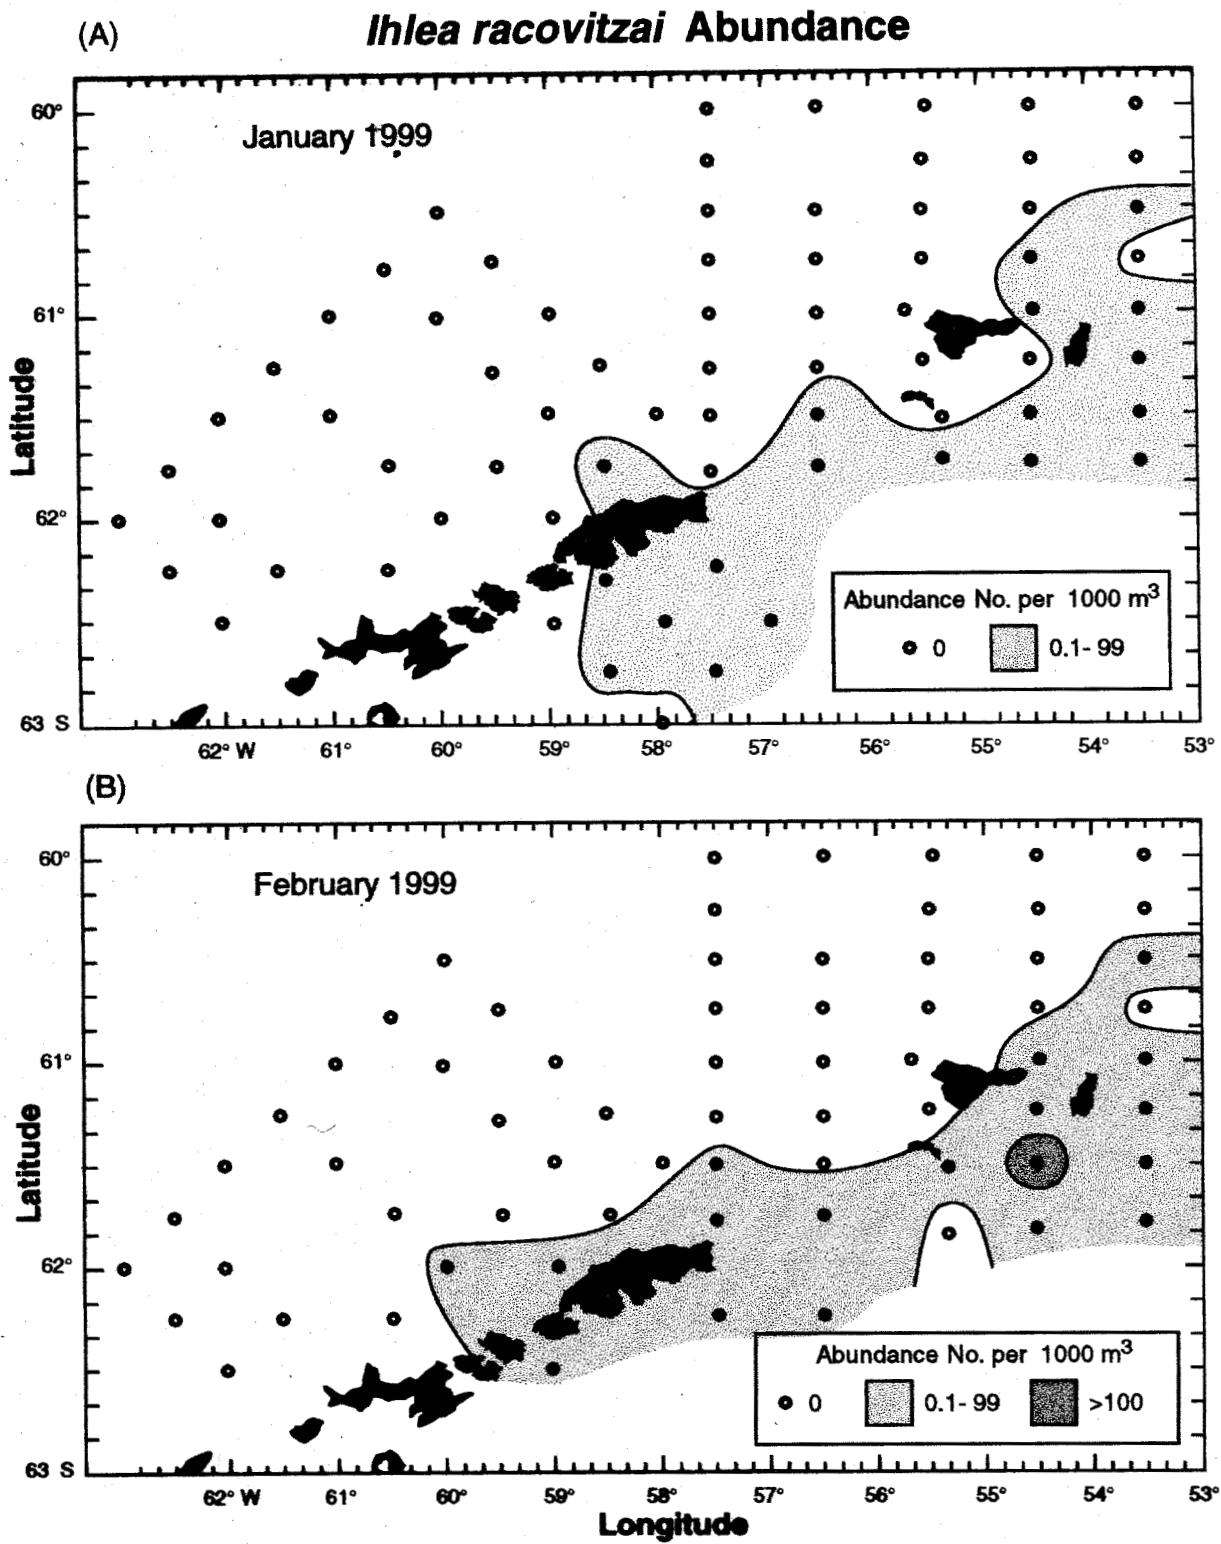 Ihlea racovitzai Abundance
(A)
January 1999
60°
61°
62°
63 S
Latitude
Abundance No. per 1000 m³
0
0.1- 99
62° W 61° 60° 59° 58° 57° 56° 55° 54° 53°
(B)
February 1999
60°
61°
62°
63 S
Latitude
Abundance No. per 1000 m³
0 0.1- 99 >100
62° W 61° 60° 59° 58° 57° 56° 55° 54° 53°
Longitude